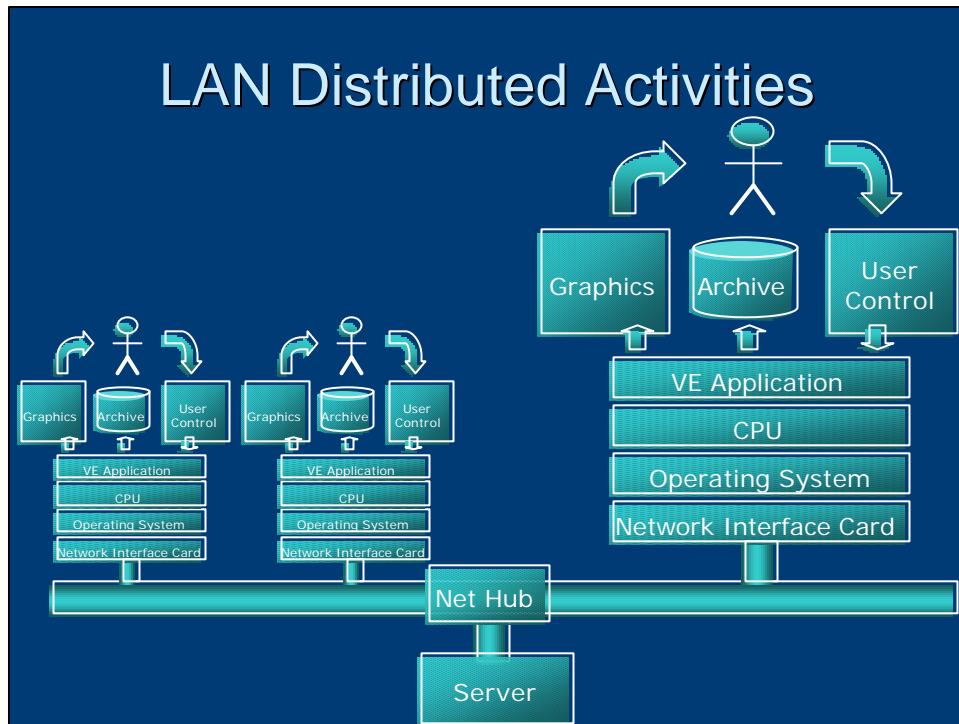 LAN Distributed Activities
Graphics
Archive
User
Control
VE Application
CPU
Operating System
Network Interface Card
Graphics
Archive
User
Control
VE Application
CPU
Operating System
Network Interface Card
Graphics
Archive
User
Control
VE Application
CPU
Operating System
Network Interface Card
Net Hub
Server